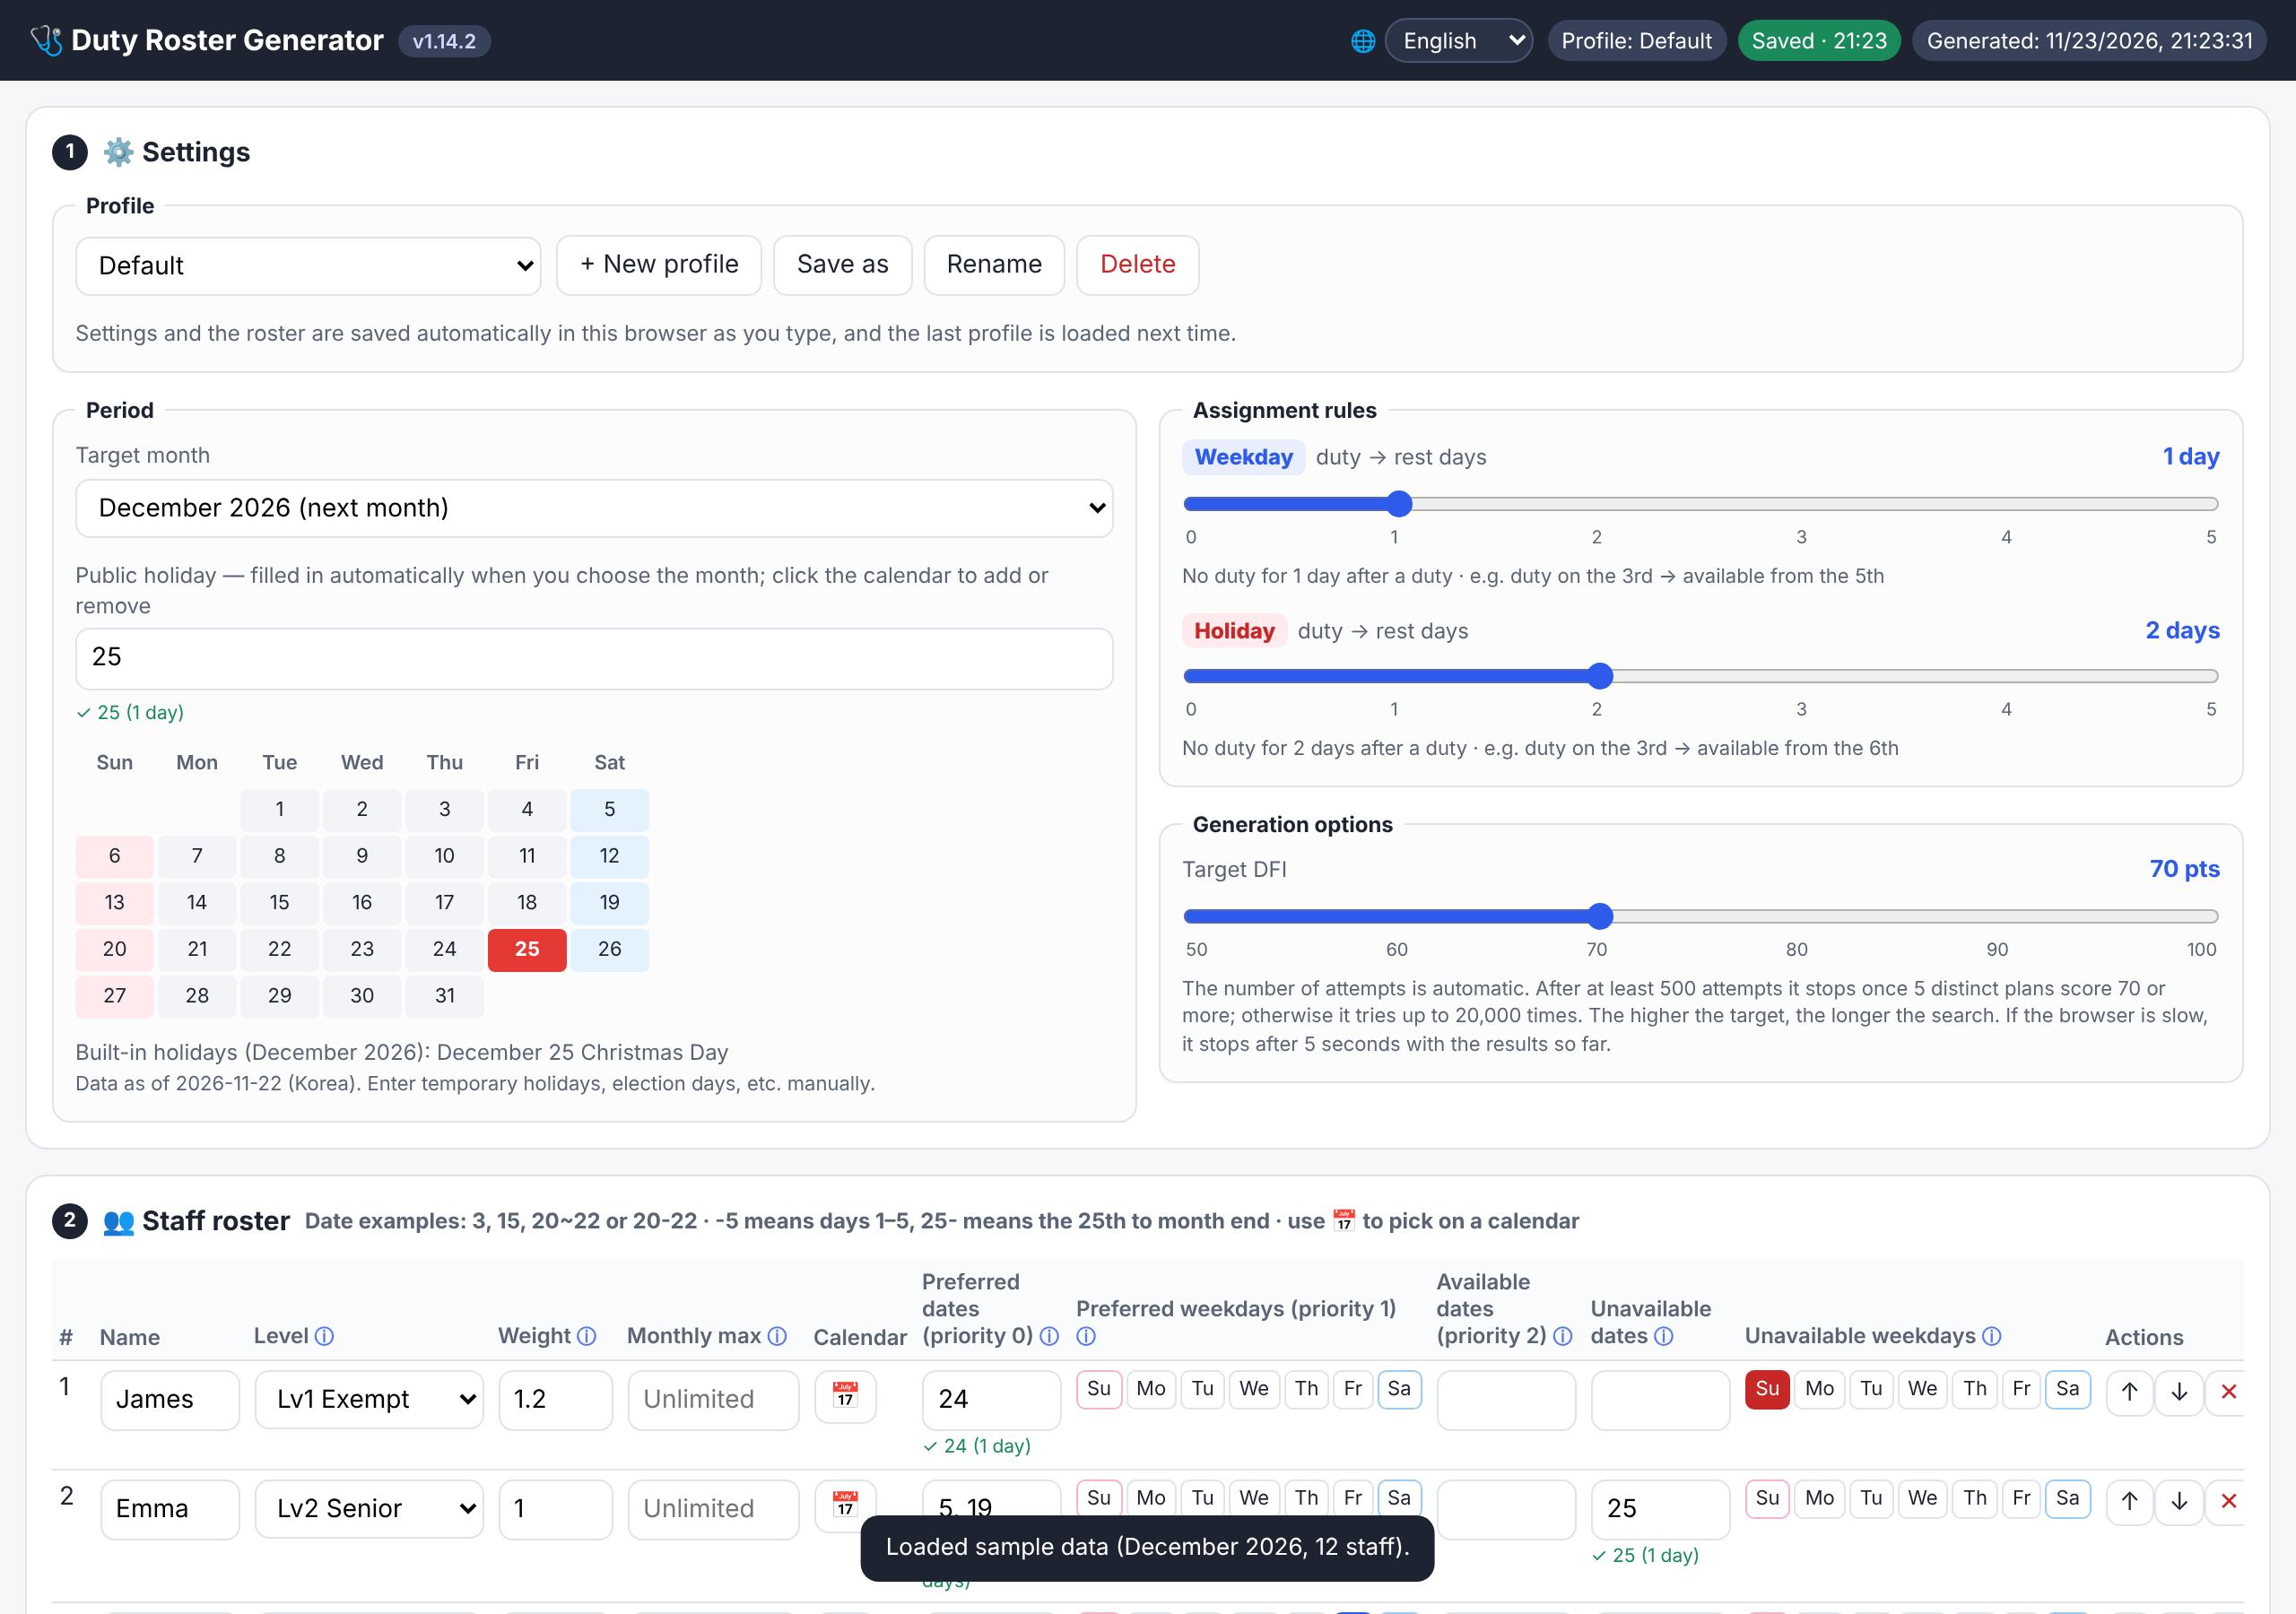 Duty Roster Generator v1.14.2
English Profile: Default Saved · 21:23 Generated: 11/23/2026, 21:23:31
1 Settings
Profile
Default + New profile Save as Rename Delete
Settings and the roster are saved automatically in this browser as you type, and the last profile is loaded next time.
Period
Target month
December 2026 (next month)
Public holiday — filled in automatically when you choose the month; click the calendar to add or
remove
25
✓ 25 (1 day)
Sun Mon Tue Wed Thu Fri Sat
1 2 3 4 5
6 7 8 9 10 11 12
13 14 15 16 17 18 19
20 21 22 23 24 25 26
27 28 29 30 31
Built-in holidays (December 2026): December 25 Christmas Day
Data as of 2026-11-22 (Korea). Enter temporary holidays, election days, etc. manually.
Assignment rules
Weekday duty → rest days 1 day
0 1 2 3 4 5
No duty for 1 day after a duty · e.g. duty on the 3rd → available from the 5th
Holiday duty → rest days 2 days
0 1 2 3 4 5
No duty for 2 days after a duty · e.g. duty on the 3rd → available from the 6th
Generation options
Target DFI 70 pts
50 60 70 80 90 100
The number of attempts is automatic. After at least 500 attempts it stops once 5 distinct plans score 70 or
more; otherwise it tries up to 20,000 times. The higher the target, the longer the search. If the browser is slow,
it stops after 5 seconds with the results so far.
2 Staff roster Date examples: 3, 15, 20~22 or 20-22 · -5 means days 1–5, 25- means the 25th to month end · use 📅 to pick on a calendar
# Name Level ⓘ Weight ⓘ Monthly max ⓘ Calendar Preferred dates (priority 0) ⓘ Preferred weekdays (priority 1) ⓘ Available dates (priority 2) ⓘ Unavailable dates ⓘ Unavailable weekdays ⓘ Actions
1 James Lv1 Exempt 1.2 Unlimited 24 Su Mo Tu We Th Fr Sa Su Mo Tu We Th Fr Sa ↑ ↓ ✕
✓ 24 (1 day)
2 Emma Lv2 Senior 1 Unlimited 5, 19 Su Mo Tu We Th Fr Sa 25 Su Mo Tu We Th Fr Sa ↑ ↓ ✕
✓ 25 (1 day)
Loaded sample data (December 2026, 12 staff).
days)